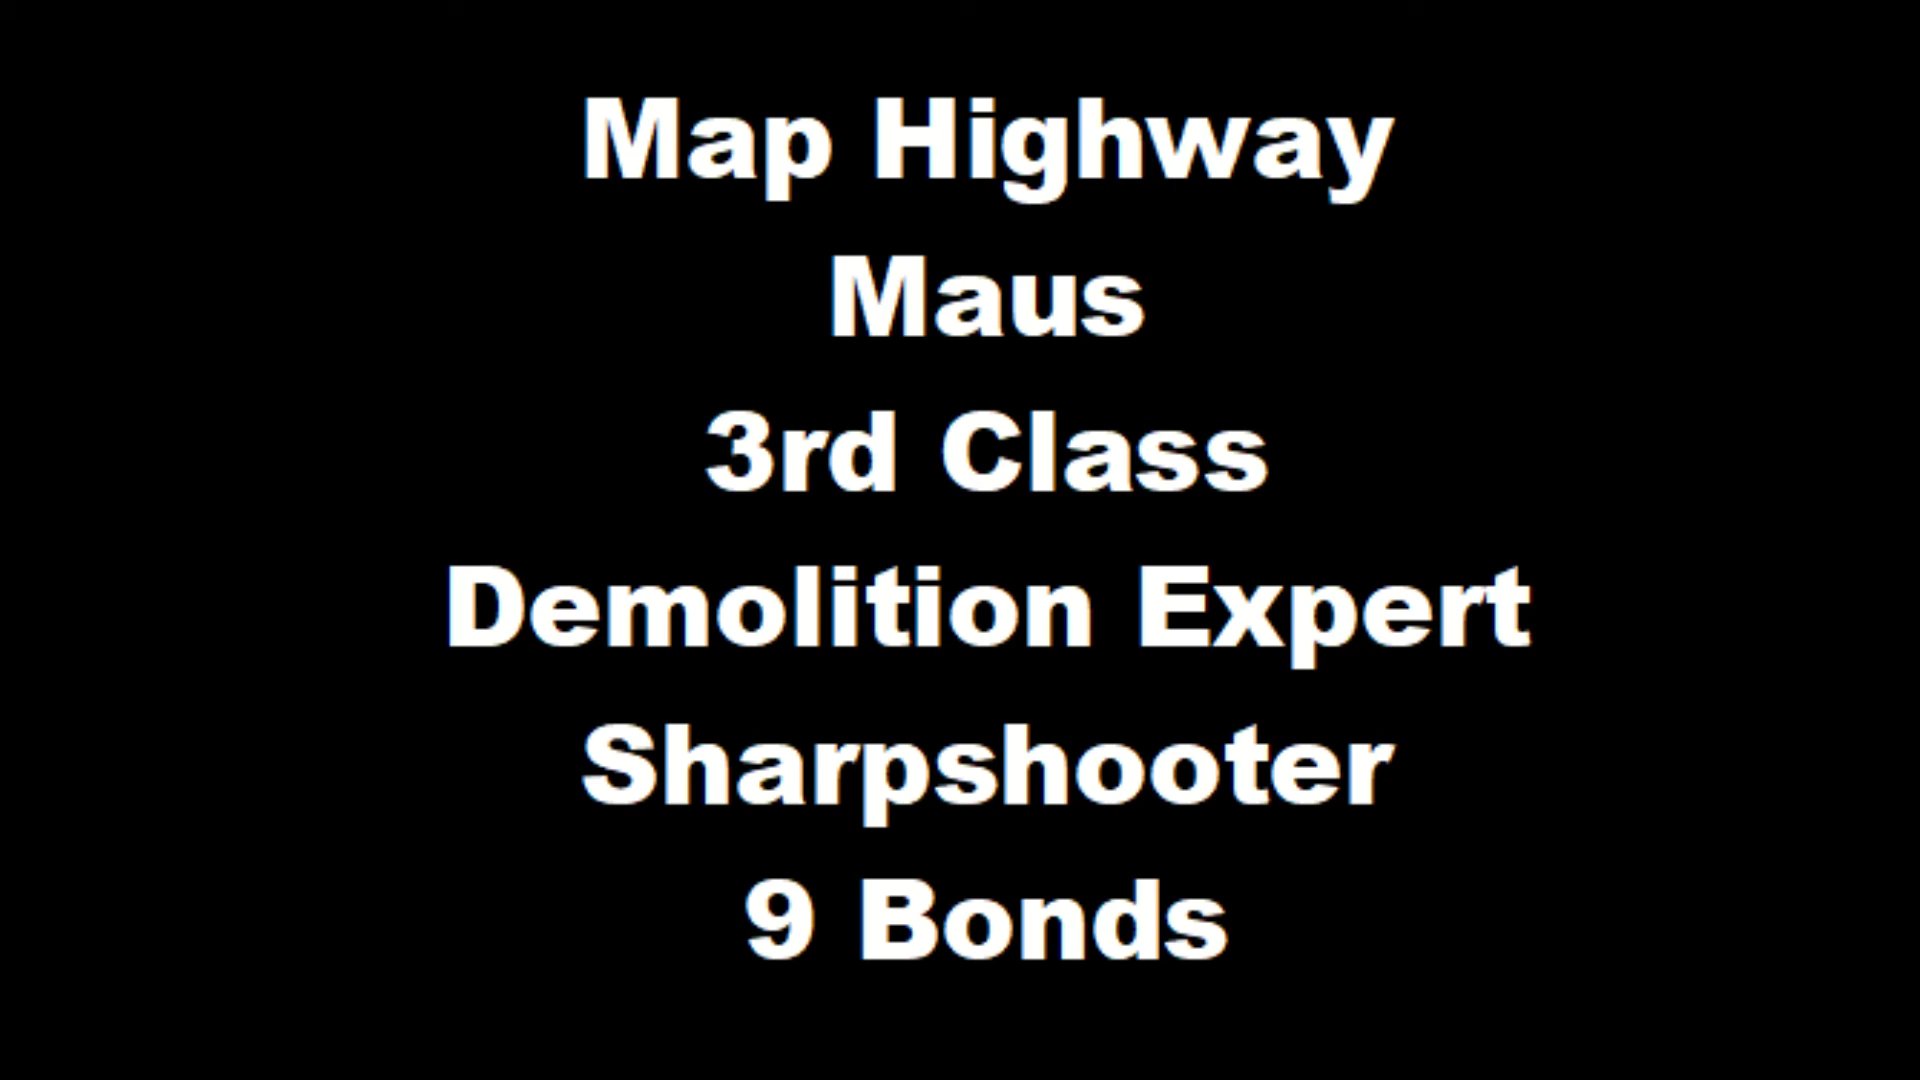 Map Highway
Maus
3rd Class
Demolition Expert
Sharpshooter
9 Bonds